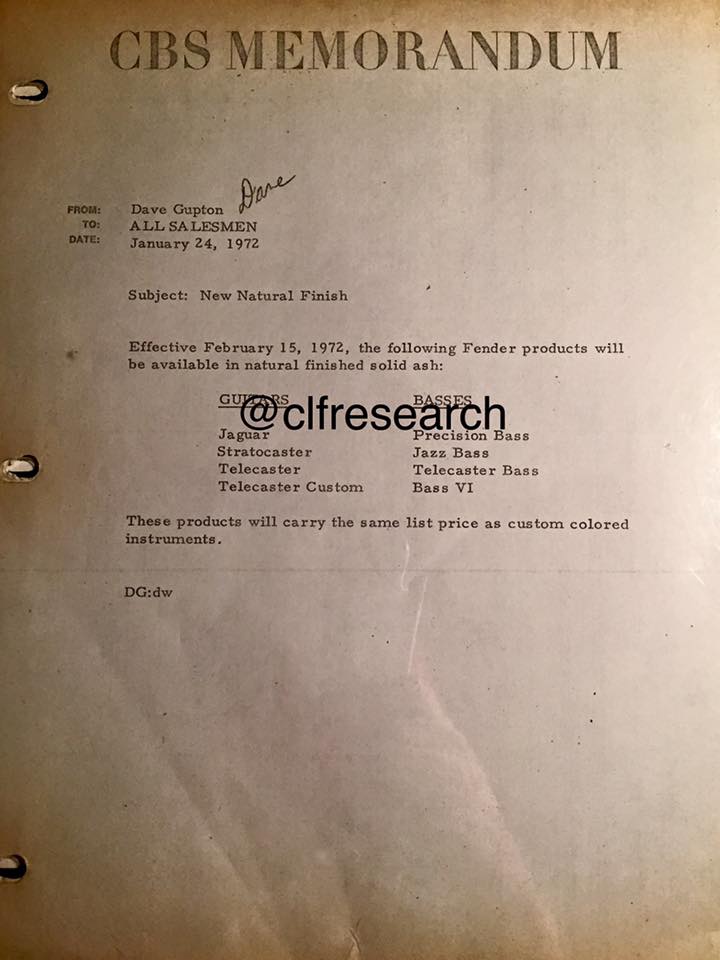 CBS MEMORANDUM
Dave
FROM: Dave Gupton
TO: ALL SALESMEN
DATE: January 24, 1972
Subject: New Natural Finish
Effective February 15, 1972, the following Fender products will
be available in natural finished solid ash:
GUITARS BASSES
@clfresearch
Jaguar Precision Bass
Stratocaster Jazz Bass
Telecaster Telecaster Bass
Telecaster Custom Bass VI
These products will carry the same list price as custom colored
instruments.
DG:dw